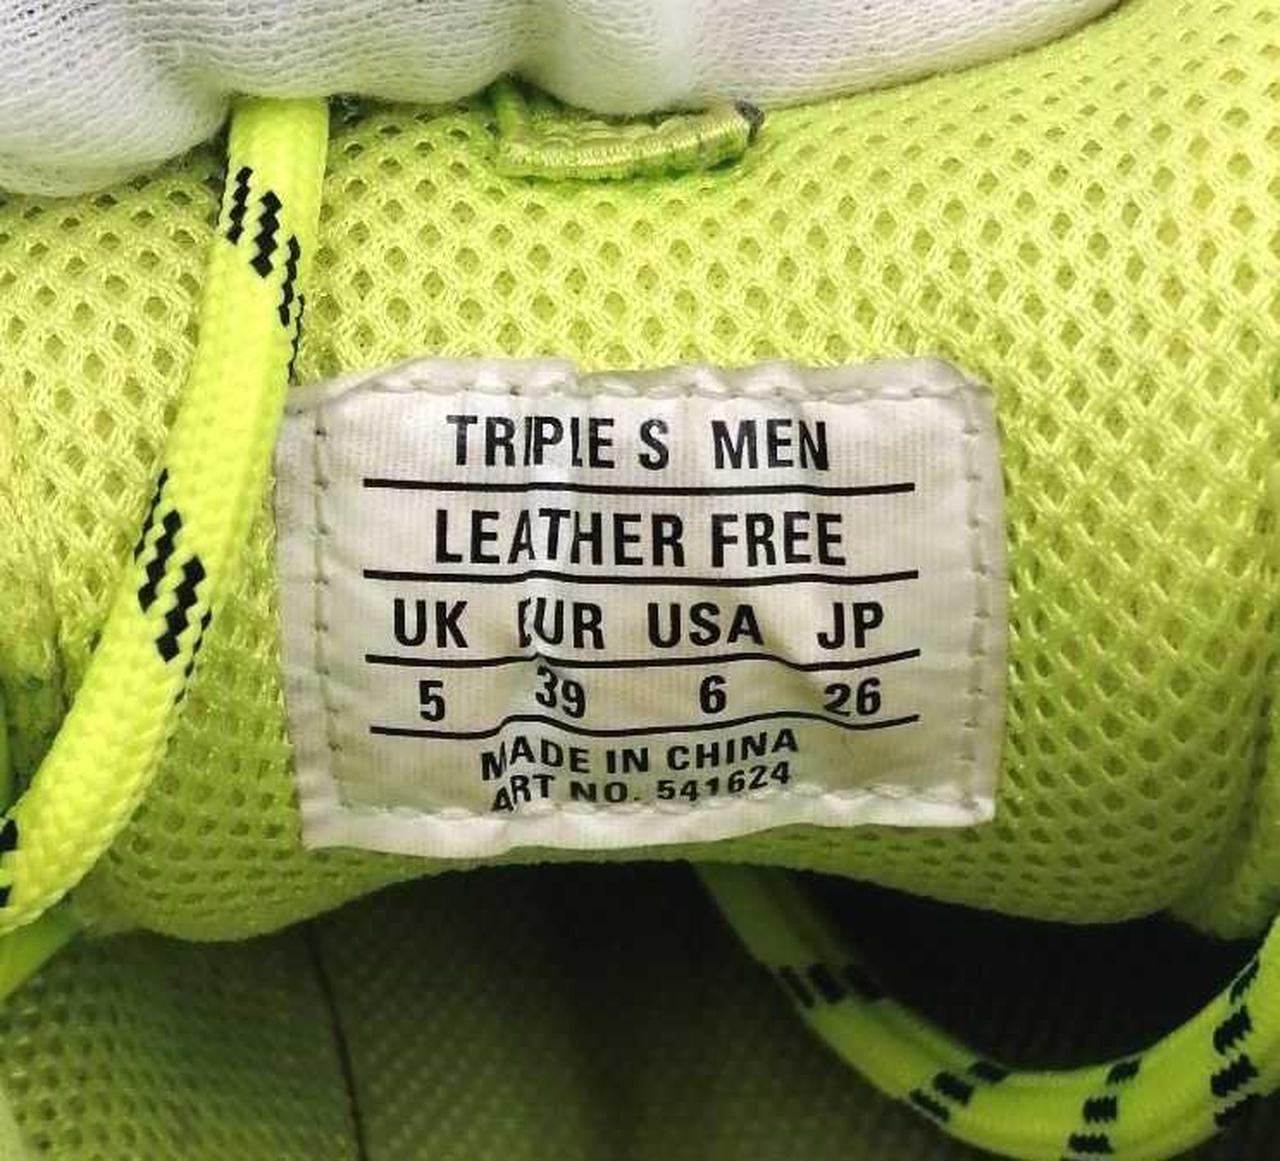 TRIPLE S MEN
LEATHER FREE
UK EUR USA JP
5 39 6 26
MADE IN CHINA
ART NO. 541624